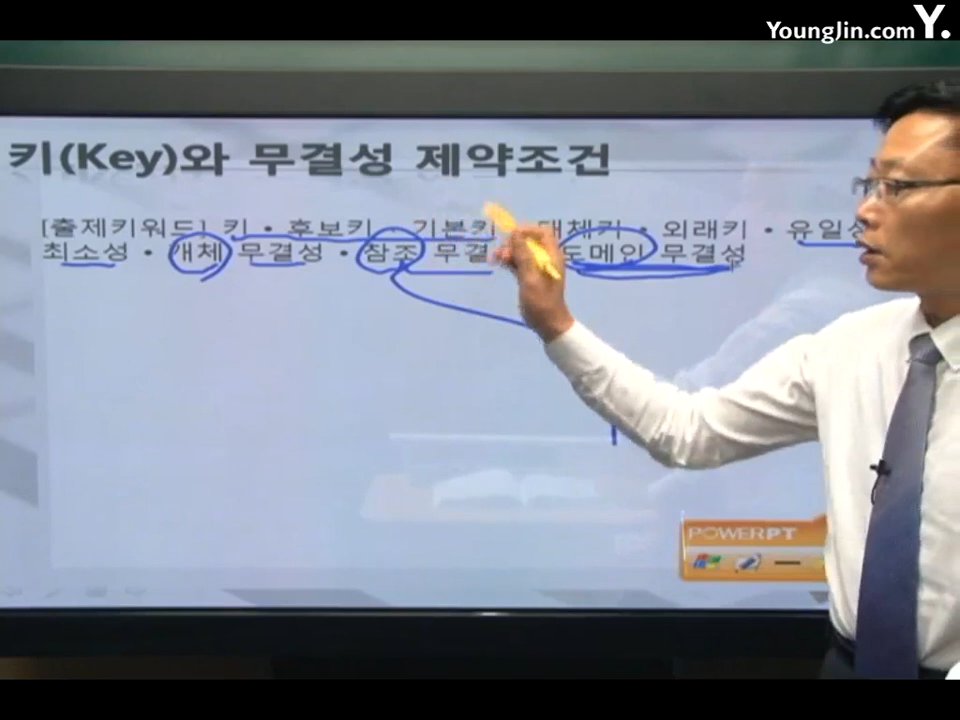 YoungJin.com Y.
키(Key)와 무결성 제약조건
[출제키워드] 키 · 후보키 · 기본키 · 대체키 · 외래키 · 유일성
최소성 · 개체 무결성 · 참조 무결 도메인 무결성
POWERPT